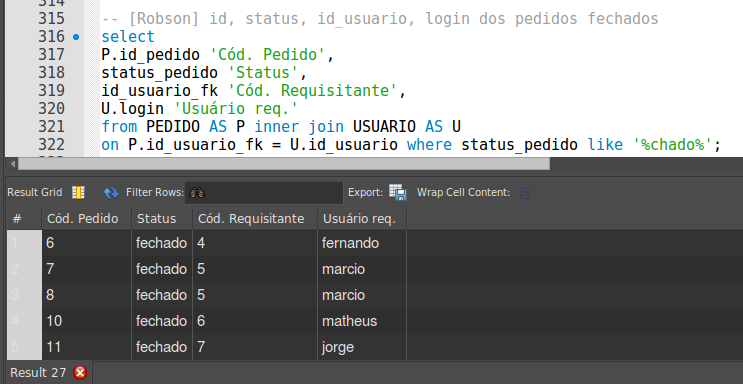 314
315 -- [Robson] id, status, id_usuario, login dos pedidos fechados
316 select
317 P.id_pedido 'Cód. Pedido',
318 status_pedido 'Status',
319 id_usuario_fk 'Cód. Requisitante',
320 U.login 'Usuário req.'
321 from PEDIDO AS P inner join USUARIO AS U
322 on P.id_usuario_fk = U.id_usuario where status_pedido like '%chado%';
Result Grid Filter Rows: Export: Wrap Cell Content:
# Cód. Pedido Status Cód. Requisitante Usuário req.
1 6 fechado 4 fernando
2 7 fechado 5 marcio
3 8 fechado 5 marcio
4 10 fechado 6 matheus
5 11 fechado 7 jorge
Result 27